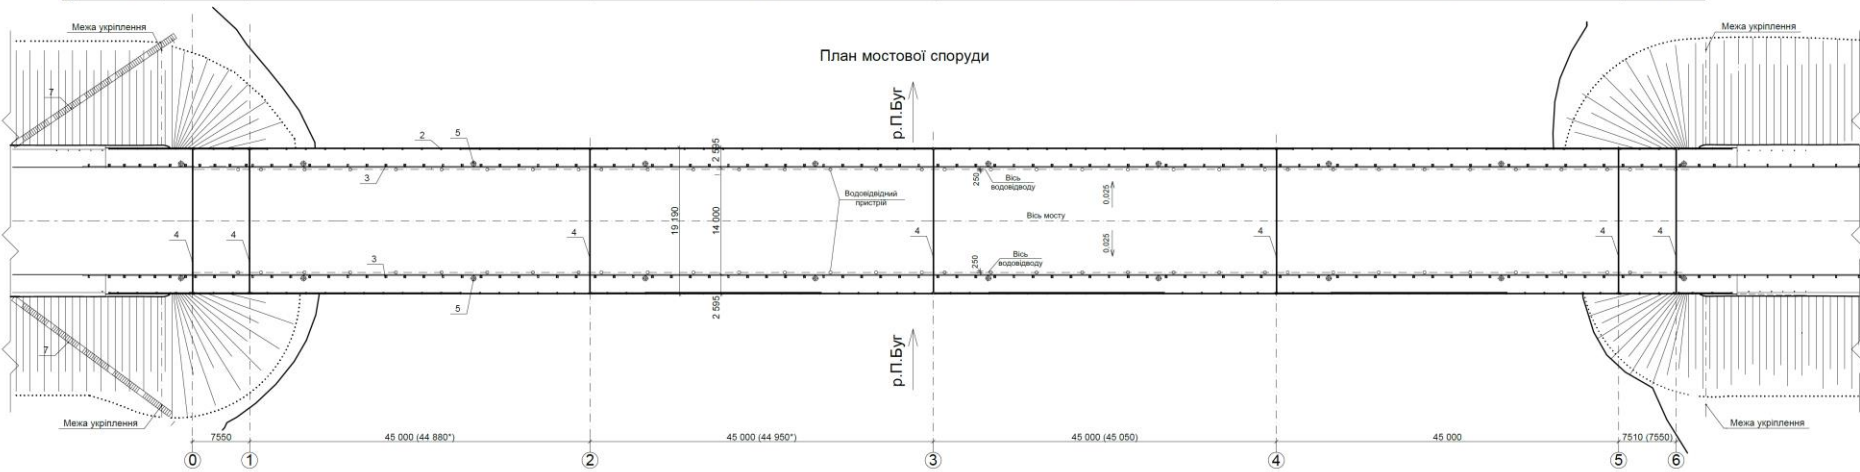 План мостової споруди
Межа укріплення
Межа укріплення
р.П.Буг
7
2
5
2 595
3
250
Вісь
водовідводу
Водовідвідний
пристрій
0,025
19 190
14 000
Вісь мосту
4
4
4
4
4
4
4
0,025
3
250
Вісь
водовідводу
5
2 595
7
р.П.Буг
Межа укріплення
Межа укріплення
7550
45 000 (44 880*)
45 000 (44 950*)
45 000 (45 050)
45 000
7510 (7550)
0
1
2
3
4
5
6